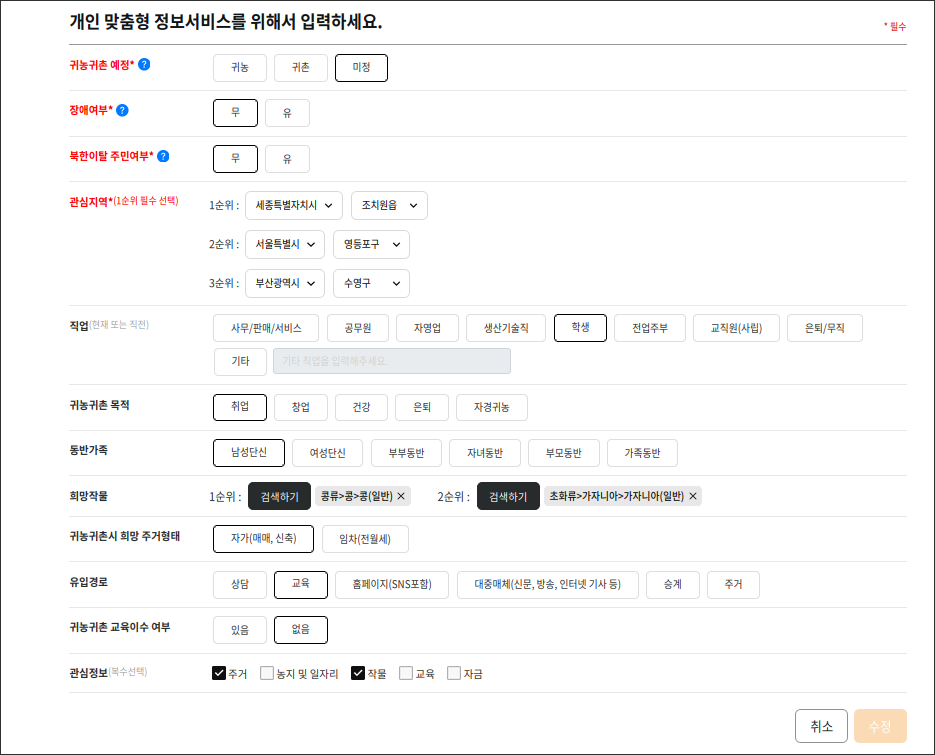 개인 맞춤형 정보서비스를 위해서 입력하세요.
* 필수
귀농귀촌 예정* ? 귀농 귀촌 미정
장애여부* ? 무 유
북한이탈 주민여부* ? 무 유
관심지역*(1순위 필수 선택) 1순위 : 세종특별자치시 조치원읍
2순위 : 서울특별시 영등포구
3순위 : 부산광역시 수영구
직업(현재 또는 직전) 사무/판매/서비스 공무원 자영업 생산기술직 학생 전업주부 교직원(사립) 은퇴/무직
기타 기타 직업을 입력해주세요.
귀농귀촌 목적 취업 창업 건강 은퇴 자경귀농
동반가족 남성단신 여성단신 부부동반 자녀동반 부모동반 가족동반
희망작물 1순위 : 검색하기 콩류>콩>콩(일반) × 2순위 : 검색하기 초화류>가자니아>가자니아(일반) ×
귀농귀촌시 희망 주거형태 자가(매매, 신축) 임차(전월세)
유입경로 상담 교육 홈페이지(SNS포함) 대중매체(신문, 방송, 인터넷 기사 등) 승계 주거
귀농귀촌 교육이수 여부 있음 없음
관심정보(복수선택) 주거 농지 및 일자리 작물 교육 자금
취소 수정